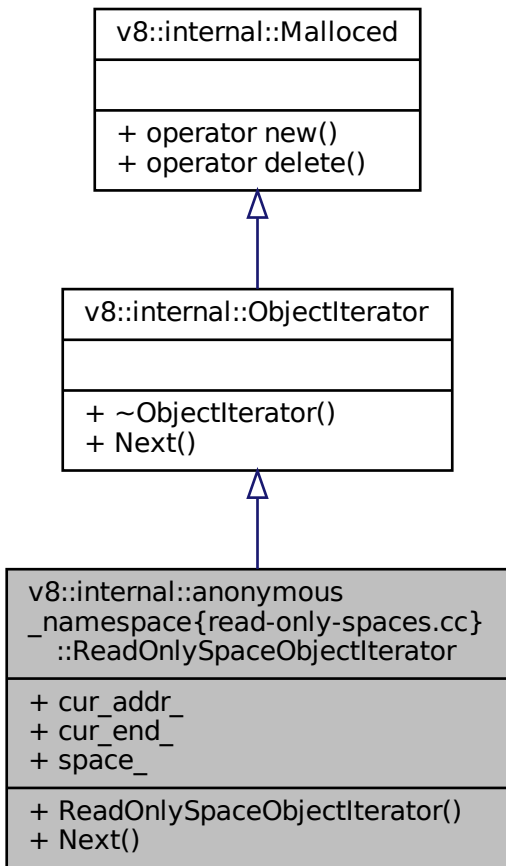 v8::internal::Malloced
+ operator new()
+ operator delete()
v8::internal::ObjectIterator
+ ~ObjectIterator()
+ Next()
v8::internal::anonymous
_namespace{read-only-spaces.cc}
::ReadOnlySpaceObjectIterator
+ cur_addr_
+ cur_end_
+ space_
+ ReadOnlySpaceObjectIterator()
+ Next()